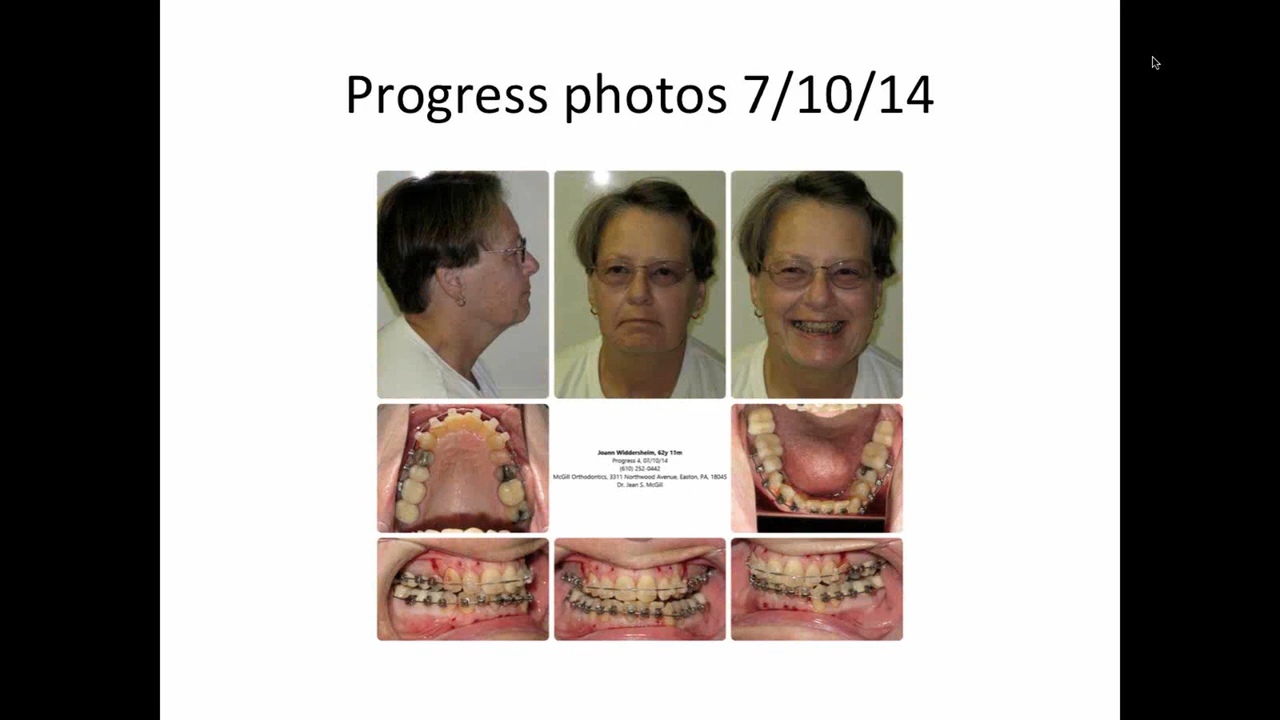 Progress photos 7/10/14
Joann Widdersheim, 62y 11m
Progress 4, 07/10/14
(610) 252-0442
McGill Orthodontics, 3311 Northwood Avenue, Easton, PA, 18045
Dr. Jean S. McGill